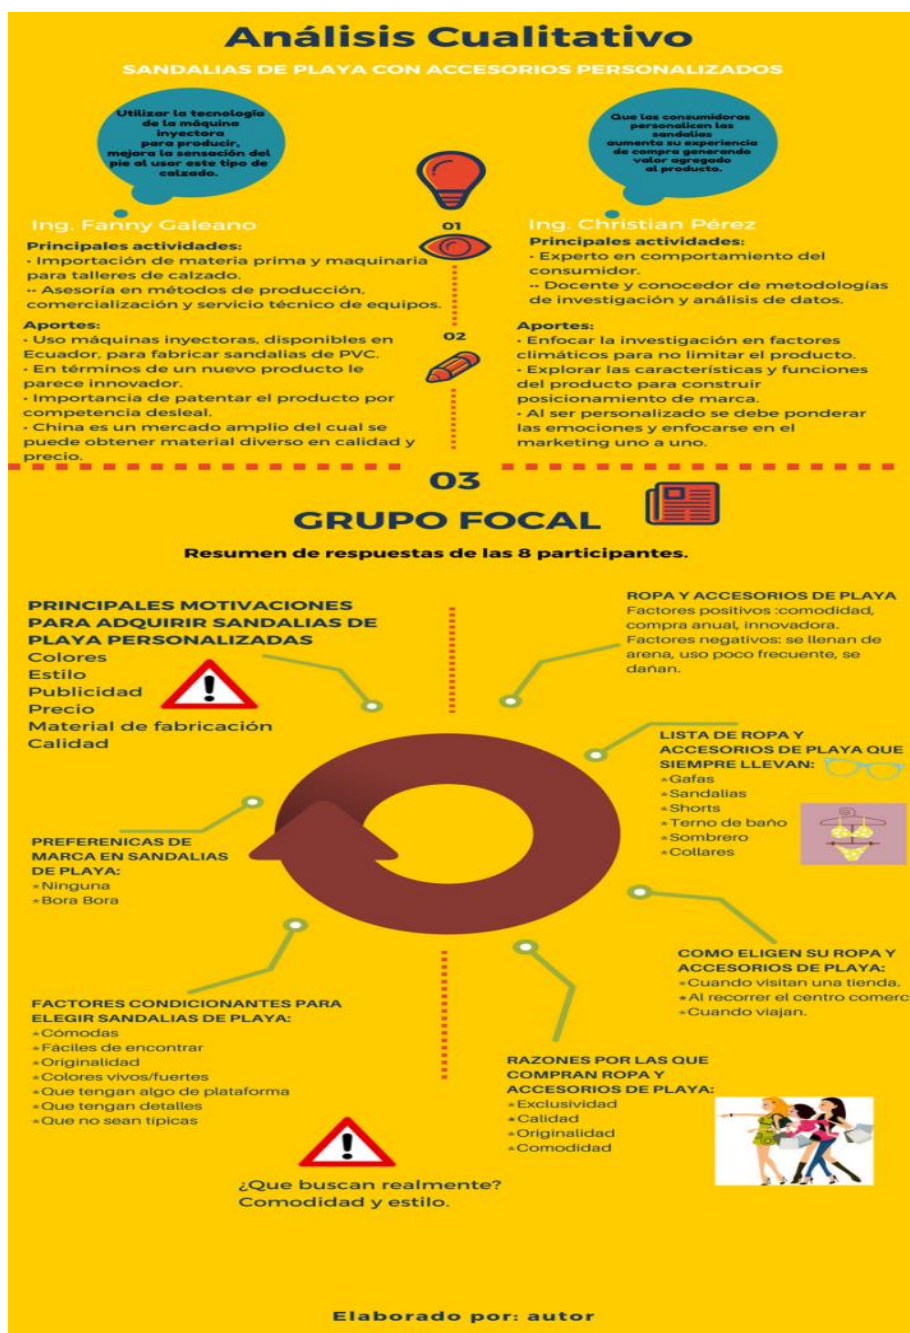 Análisis Cualitativo
SANDALIAS DE PLAYA CON ACCESORIOS PERSONALIZADOS
Utilizar la tecnología
de la máquina
inyectora
para producir,
mejora la sensación del
pie al usar este tipo de
calzado.
Que las consumidoras
personalicen las
sandalias
aumenta su experiencia
de compra generando
valor agregado
al producto.
Ing. Fanny Galeano
Principales actividades:
• Importación de materia prima y maquinaria
para talleres de calzado.
•• Asesoría en métodos de producción,
comercialización y servicio técnico de equipos.
Aportes:
• Uso máquinas inyectoras, disponibles en
Ecuador, para fabricar sandalias de PVC.
• En términos de un nuevo producto le
parece innovador.
• Importancia de patentar el producto por
competencia desleal.
• China es un mercado amplio del cual se
puede obtener material diverso en calidad y
precio.
01
02
Ing. Christian Pérez
Principales actividades:
• Experto en comportamiento del
consumidor.
•• Docente y conocedor de metodologías
de investigación y análisis de datos.
Aportes:
• Enfocar la investigación en factores
climáticos para no limitar el producto.
• Explorar las características y funciones
del producto para construir
posicionamiento de marca.
• Al ser personalizado se debe ponderar
las emociones y enfocarse en el
marketing uno a uno.
03
GRUPO FOCAL
Resumen de respuestas de las 8 participantes.
PRINCIPALES MOTIVACIONES
PARA ADQUIRIR SANDALIAS DE
PLAYA PERSONALIZADAS
Colores
Estilo
Publicidad
Precio
Material de fabricación
Calidad
ROPA Y ACCESORIOS DE PLAYA
Factores positivos :comodidad,
compra anual, innovadora.
Factores negativos: se llenan de
arena, uso poco frecuente, se
dañan.
LISTA DE ROPA Y
ACCESORIOS DE PLAYA QUE
SIEMPRE LLEVAN:
*Gafas
*Sandalias
*Shorts
*Terno de baño
*Sombrero
*Collares
PREFERENICAS DE
MARCA EN SANDALIAS
DE PLAYA:
*Ninguna
*Bora Bora
COMO ELIGEN SU ROPA Y
ACCESORIOS DE PLAYA:
*Cuando visitan una tienda.
*Al recorrer el centro comerc
*Cuando viajan.
FACTORES CONDICIONANTES PARA
ELEGIR SANDALIAS DE PLAYA:
*Cómodas
*Fáciles de encontrar
*Originalidad
*Colores vivos/fuertes
*Que tengan algo de plataforma
*Que tengan detalles
*Que no sean típicas
RAZONES POR LAS QUE
COMPRAN ROPA Y
ACCESORIOS DE PLAYA:
*Exclusividad
*Calidad
*Originalidad
*Comodidad
¿Que buscan realmente?
Comodidad y estilo.
Elaborado por: autor